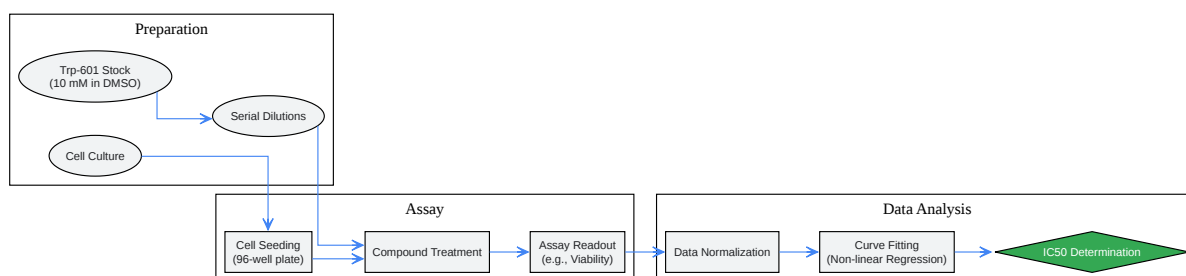 Preparation
Trp-601 Stock
(10 mM in DMSO)
Serial Dilutions
Cell Culture
Assay
Cell Seeding
(96-well plate)
Compound Treatment
Assay Readout
(e.g., Viability)
Data Analysis
Data Normalization
Curve Fitting
(Non-linear Regression)
IC50 Determination